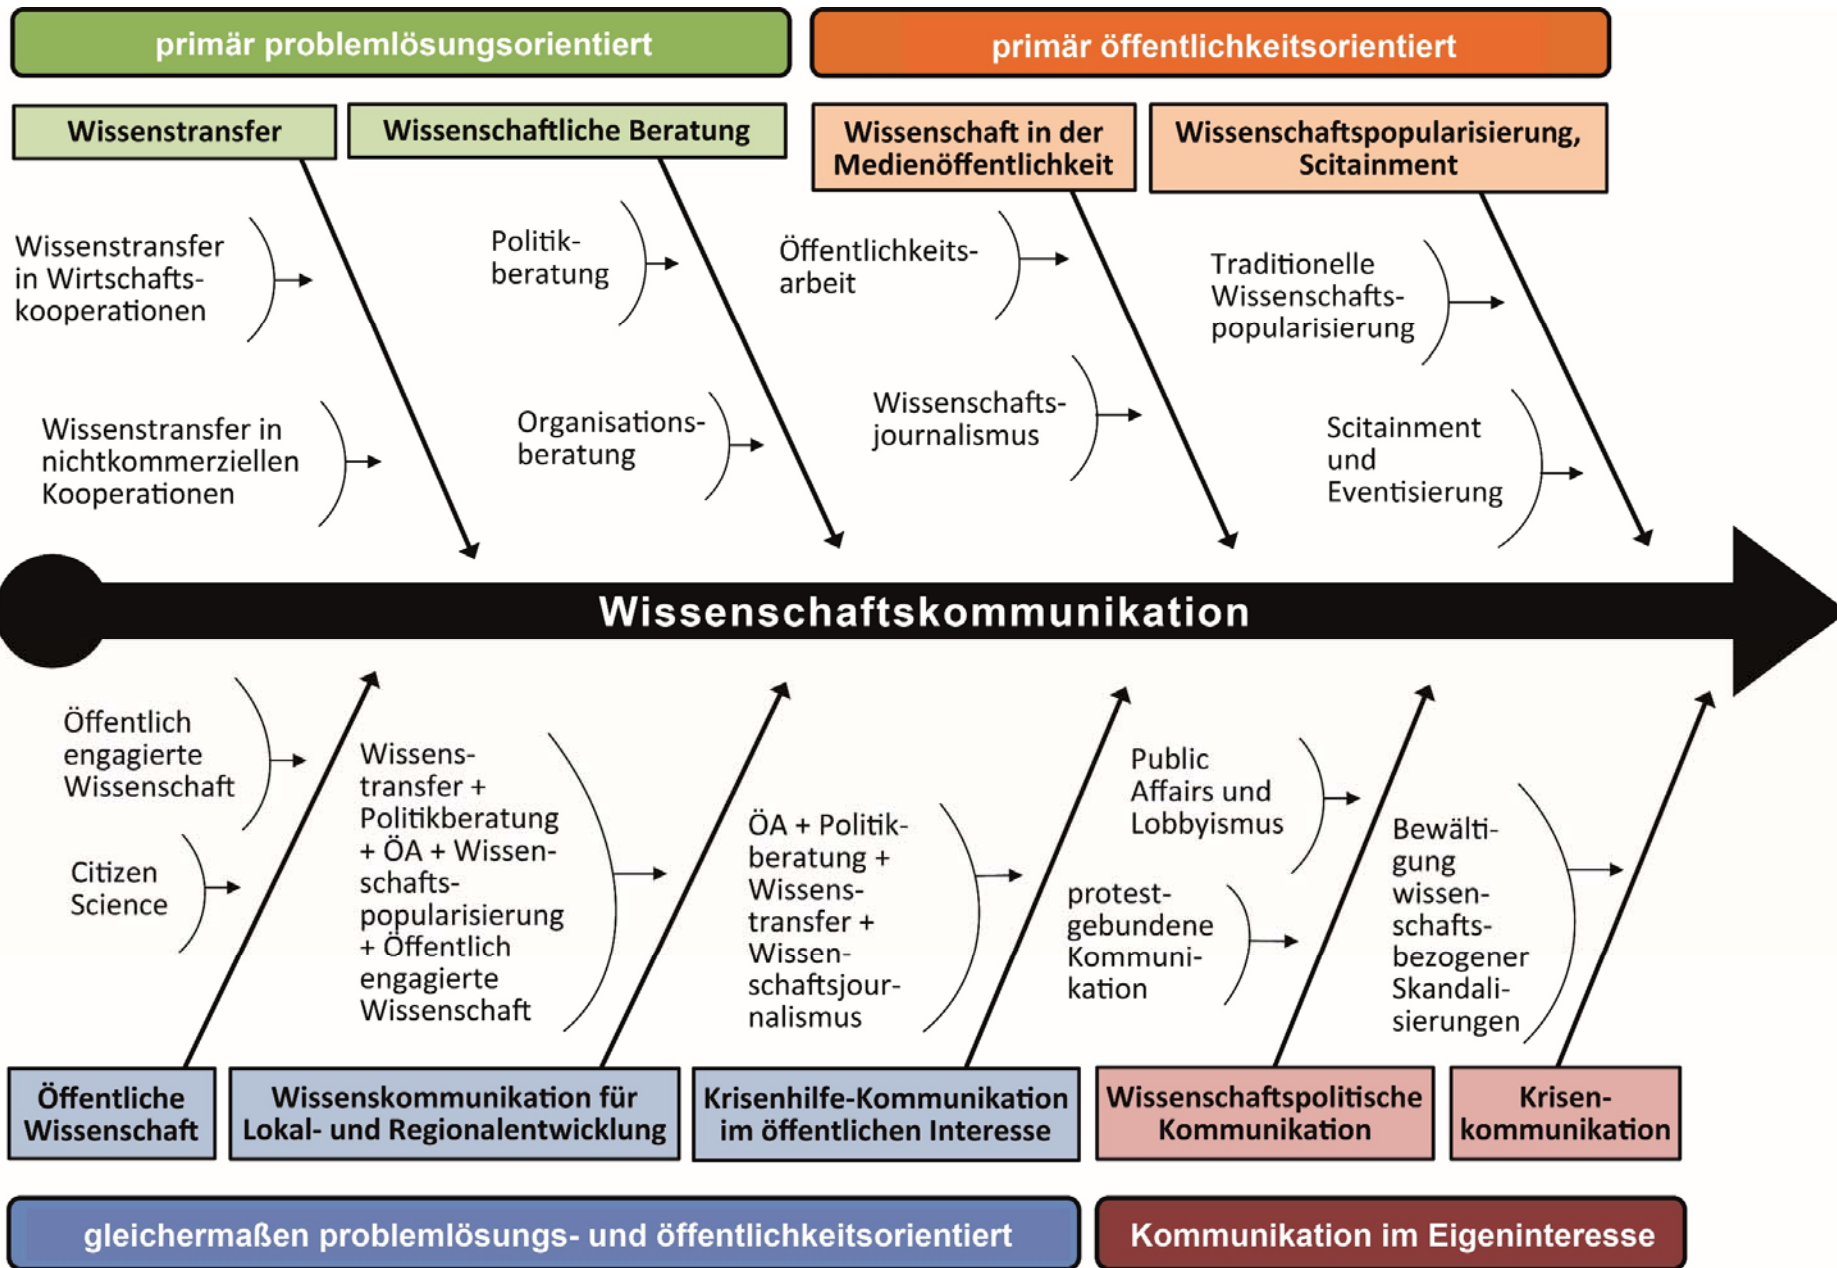 primär problemlösungsorientiert
primär öffentlichkeitsorientiert
Wissenstransfer
Wissenschaftliche Beratung
Wissenschaft in der
Medienöffentlichkeit
Wissenschaftspopularisierung,
Scitainment
Wissenstransfer
in Wirtschafts-
kooperationen
Politik-
beratung
Öffentlichkeits-
arbeit
Traditionelle
Wissenschafts-
popularisierung
Wissenstransfer in
nichtkommerziellen
Kooperationen
Organisations-
beratung
Wissenschafts-
journalismus
Scitainment
und
Eventisierung
Wissenschaftskommunikation
Öffentlich
engagierte
Wissenschaft
Citizen
Science
Wissens-
transfer +
Politikberatung
+ ÖA + Wissen-
schafts-
popularisierung
+ Öffentlich
engagierte
Wissenschaft
ÖA + Politik-
beratung +
Wissens-
transfer +
Wissen-
schaftsjour-
nalismus
Public
Affairs und
Lobbyismus
protest-
gebundene
Kommuni-
kation
Bewälti-
gung
wissen-
schafts-
bezogener
Skandali-
sierungen
Öffentliche
Wissenschaft
Wissenskommunikation für
Lokal- und Regionalentwicklung
Krisenhilfe-Kommunikation
im öffentlichen Interesse
Wissenschaftspolitische
Kommunikation
Krisen-
kommunikation
gleichermaßen problemlösungs- und öffentlichkeitsorientiert
Kommunikation im Eigeninteresse